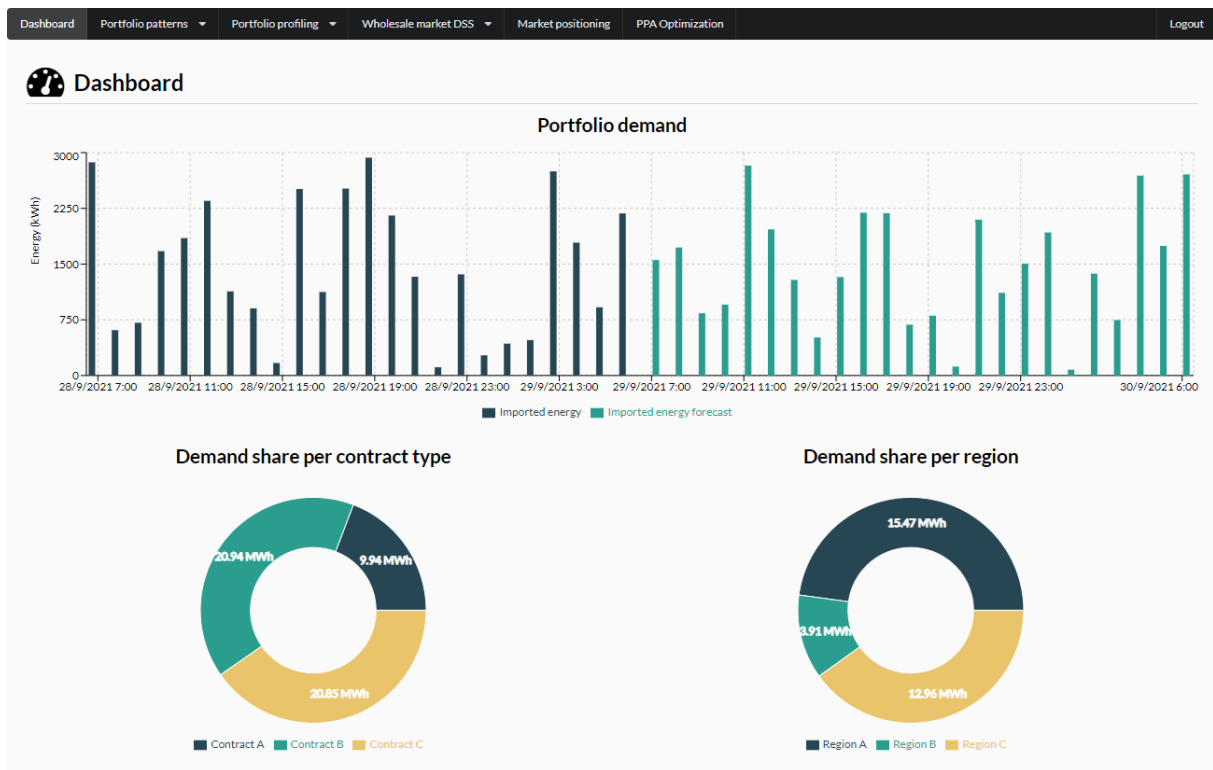 Dashboard Portfolio patterns Portfolio profiling Wholesale market DSS Market positioning PPA Optimization Logout
Dashboard
Portfolio demand
Energy (kWh)
3000
2250
1500
750
0
28/9/2021 7:00 28/9/2021 11:00 28/9/2021 15:00 28/9/2021 19:00 28/9/2021 23:00 29/9/2021 3:00 29/9/2021 7:00 29/9/2021 11:00 29/9/2021 15:00 29/9/2021 19:00 29/9/2021 23:00 30/9/2021 6:00
Imported energy Imported energy forecast
Demand share per contract type
20.94 MWh 9.94 MWh
20.85 MWh
Contract A Contract B Contract C
Demand share per region
15.47 MWh
3.91 MWh
12.96 MWh
Region A Region B Region C